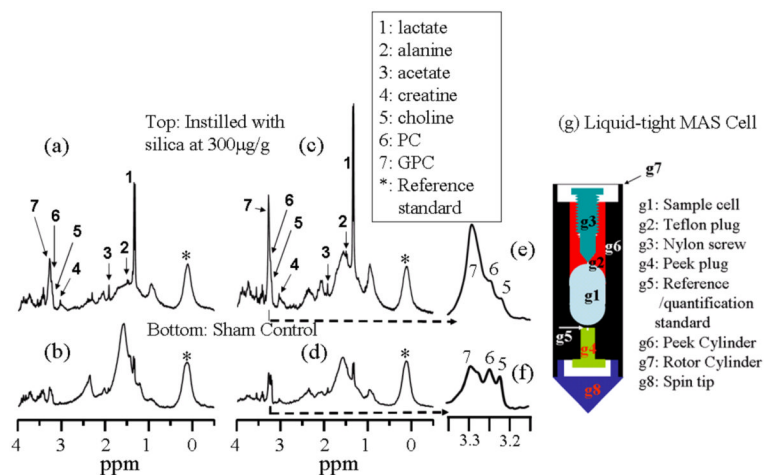 1: lactate
2: alanine
3: acetate
4: creatine
5: choline
6: PC
7: GPC
*: Reference
standard
Top: Instilled with
silica at 300µg/g
(a)
1
7
6
5
4
3
2
*
(c)
1
7
6
5
4
3
2
*
(e)
7
6
5
Bottom: Sham Control
(b)
*
4 3 2 1 0
ppm
(d)
*
4 3 2 1 0
ppm
(f)
7 6 5
3.3 3.2
(g) Liquid-tight MAS Cell
g7
g3
g6
g2
g1
g5
g4
g8
g1: Sample cell
g2: Teflon plug
g3: Nylon screw
g4: Peek plug
g5: Reference
/quantification
standard
g6: Peek Cylinder
g7: Rotor Cylinder
g8: Spin tip